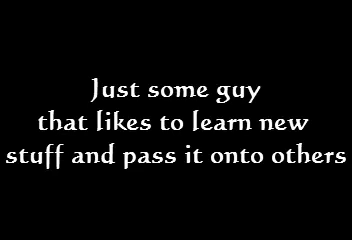 Just some guy
that likes to learn new
stuff and pass it onto others